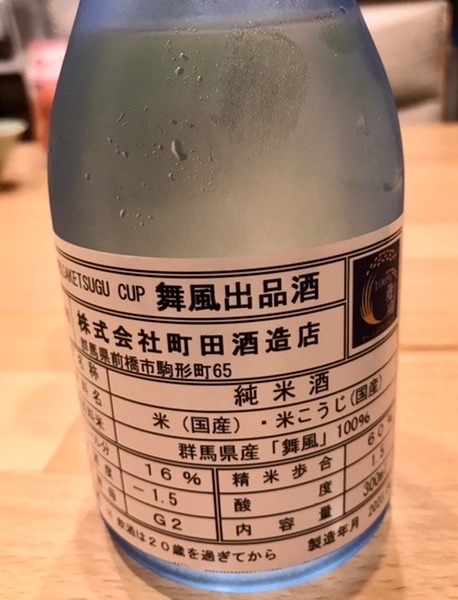 SAKETSUGU CUP 舞風出品酒
株式会社町田酒造店
群馬県前橋市駒形町65
名称 純米酒
米(国産)・米こうじ(国産)
群馬県産「舞風」100%
16% 精米歩合 60%
-1.5 酸度 1.8
G2 内容量 300
飲酒は20歳を過ぎてから 製造年月